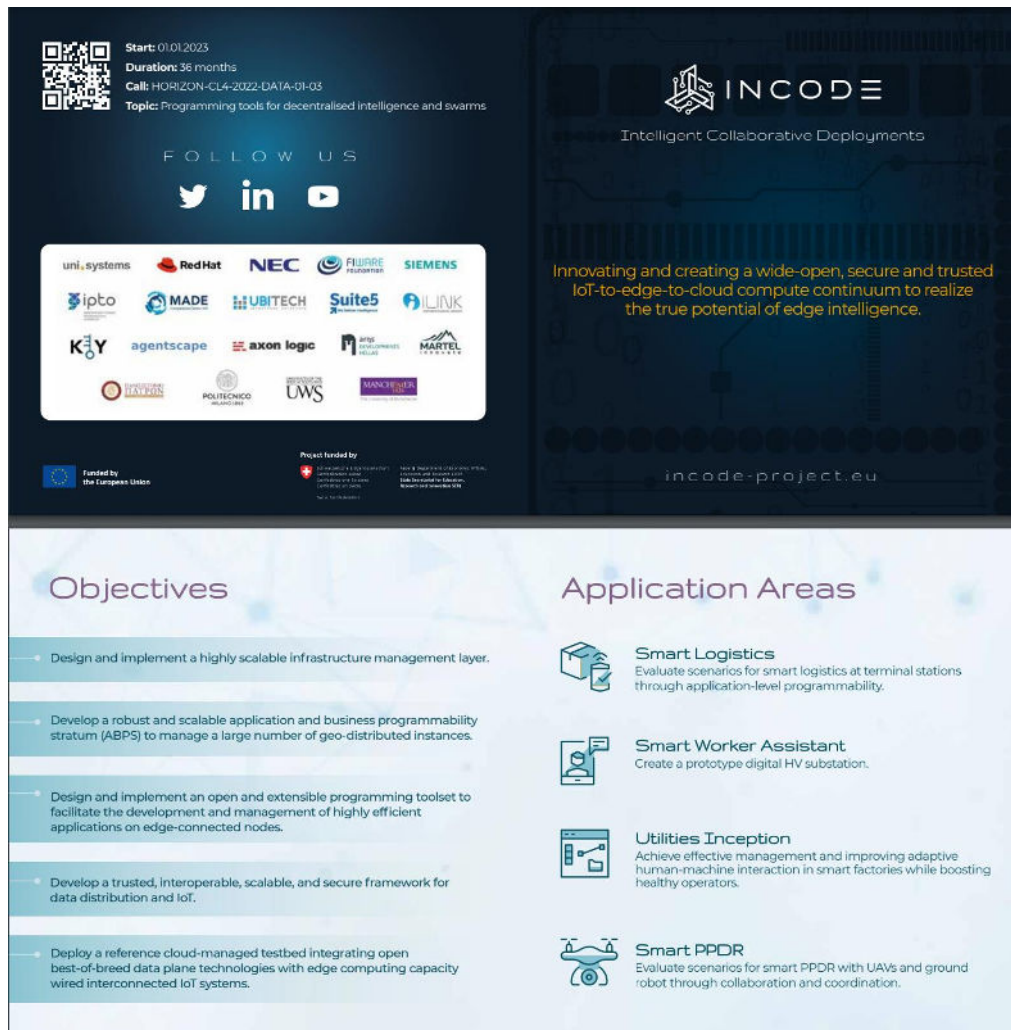 Start: 01.01.2023
Duration: 36 months
Call: HORIZON-CL4-2022-DATA-01-03
Topic: Programming tools for decentralised intelligence and swarms
FOLLOW US
in
uni.systems
Red Hat
NEC
FIWARE
FOUNDATION
SIEMENS
ipto
MADE
UBITECH
Suite5
ILINK
K3Y
agentscape
axon logic
MARTEL
INNOVATE
POLITECNICO
MILANO 1863
UWS
MANCHESTER
1824
Funded by
the European Union
Project funded by
INCODE
Intelligent Collaborative Deployments
Innovating and creating a wide-open, secure and trusted
IoT-to-edge-to-cloud compute continuum to realize
the true potential of edge intelligence.
incode-project.eu
Objectives
Design and implement a highly scalable infrastructure management layer.
Develop a robust and scalable application and business programmability
stratum (ABPS) to manage a large number of geo-distributed instances.
Design and implement an open and extensible programming toolset to
facilitate the development and management of highly efficient
applications on edge-connected nodes.
Develop a trusted, interoperable, scalable, and secure framework for
data distribution and IoT.
Deploy a reference cloud-managed testbed integrating open
best-of-breed data plane technologies with edge computing capacity
wired interconnected IoT systems.
Application Areas
Smart Logistics
Evaluate scenarios for smart logistics at terminal stations
through application-level programmability.
Smart Worker Assistant
Create a prototype digital HV substation.
Utilities Inception
Achieve effective management and improving adaptive
human-machine interaction in smart factories while boosting
healthy operators.
Smart PPDR
Evaluate scenarios for smart PPDR with UAVs and ground
robot through collaboration and coordination.